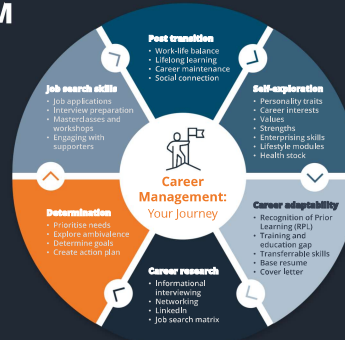 M
Post transition
• Work-life balance
• Lifelong learning
• Career maintenance
• Social connection
Self-exploration
• Personality traits
• Career interests
• Values
• Strengths
• Enterprising skills
• Lifestyle modules
• Health stock
Career adaptability
• Recognition of Prior
Learning (RPL)
• Training and
education gap
• Transferrable skills
• Base resume
• Cover letter
Career research
• Informational
interviewing
• Networking
• LinkedIn
• Job search matrix
Determination
• Prioritise needs
• Explore ambivalence
• Determine goals
• Create action plan
Job search skills
• Job applications
• Interview preparation
• Masterclasses and
workshops
• Engaging with
supporters
Career
Management:
Your Journey